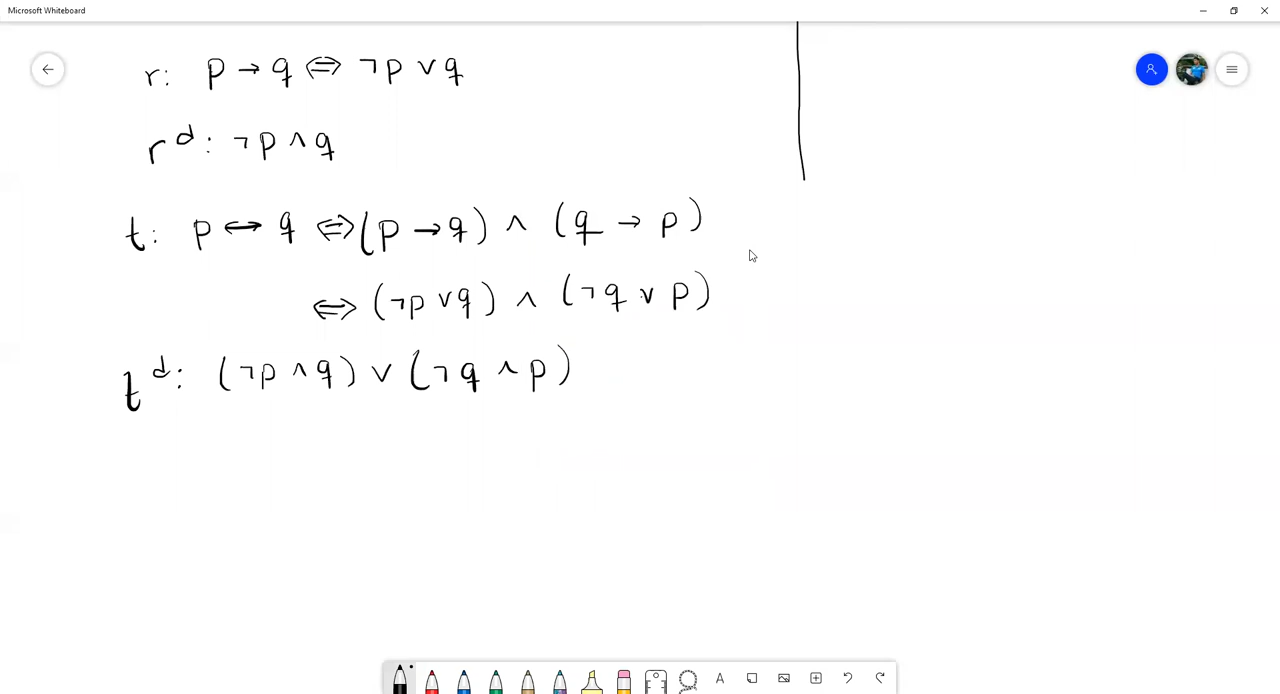 Microsoft Whiteboard
r: p → q ⇔ ¬p ∨ q
r^d: ¬p ∧ q
t: p ↔ q ⇔ (p → q) ∧ (q → p)
⇔ (¬p ∨ q) ∧ (¬q ∨ p)
t^d: (¬p ∧ q) ∨ (¬q ∧ p)